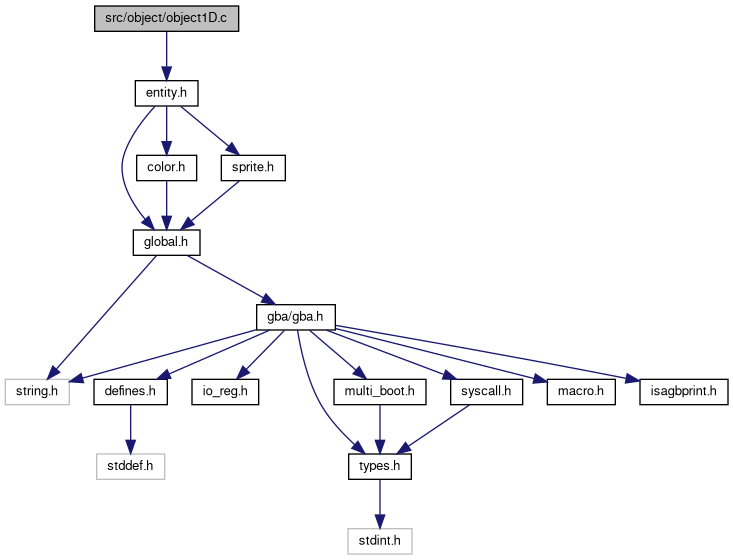 src/object/object1D.c
entity.h
color.h
sprite.h
global.h
gba/gba.h
string.h
defines.h
io_reg.h
multi_boot.h
syscall.h
macro.h
isagbprint.h
stddef.h
types.h
stdint.h